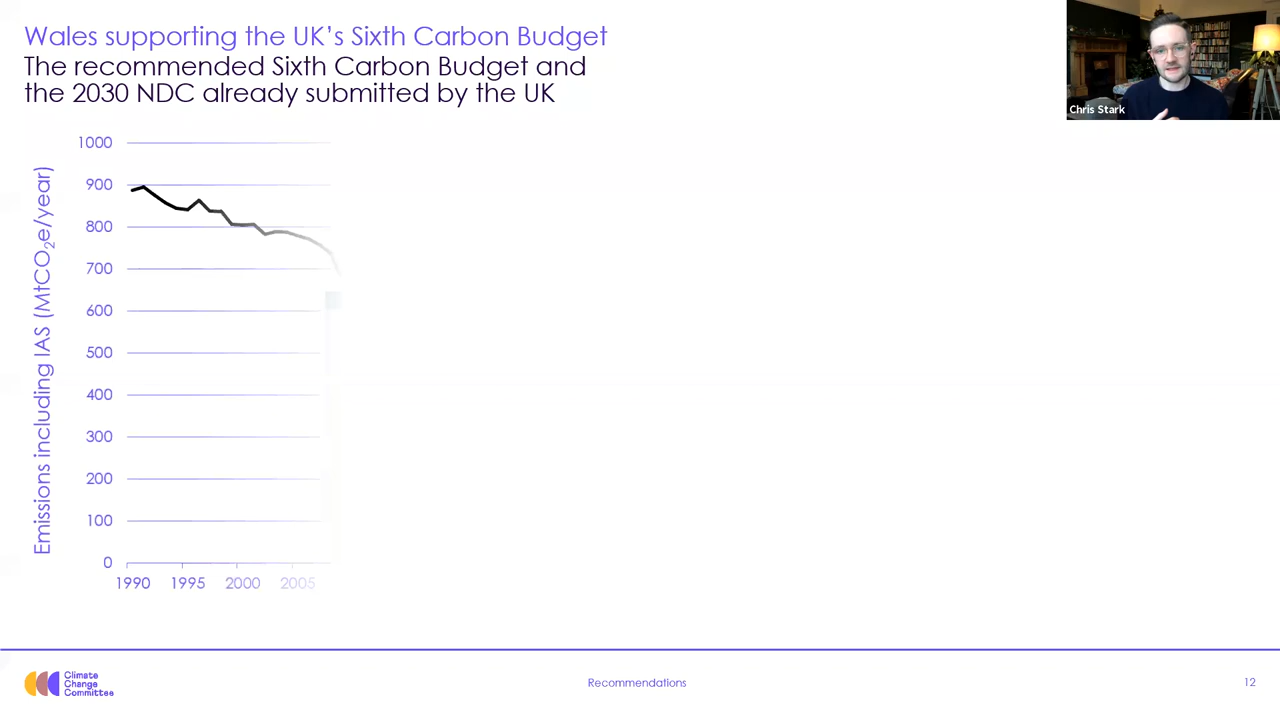 Wales supporting the UK’s Sixth Carbon Budget
The recommended Sixth Carbon Budget and
the 2030 NDC already submitted by the UK
Chris Stark
Emissions including IAS (MtCO₂e/year)
1000
900
800
700
600
500
400
300
200
100
0
1990 1995 2000 2005
Climate
Change
Committee
Recommendations
12